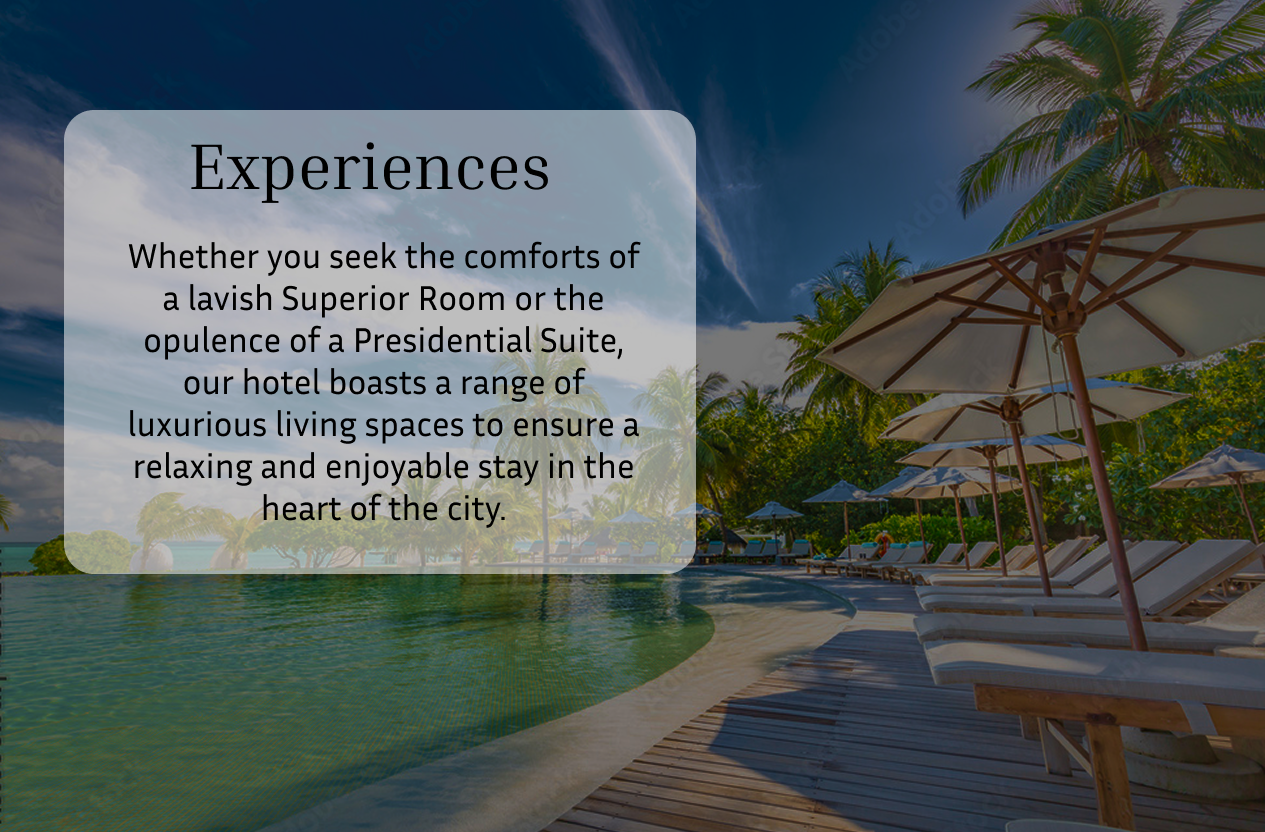 Experiences
Whether you seek the comforts of
a lavish Superior Room or the
opulence of a Presidential Suite,
our hotel boasts a range of
luxurious living spaces to ensure a
relaxing and enjoyable stay in the
heart of the city.